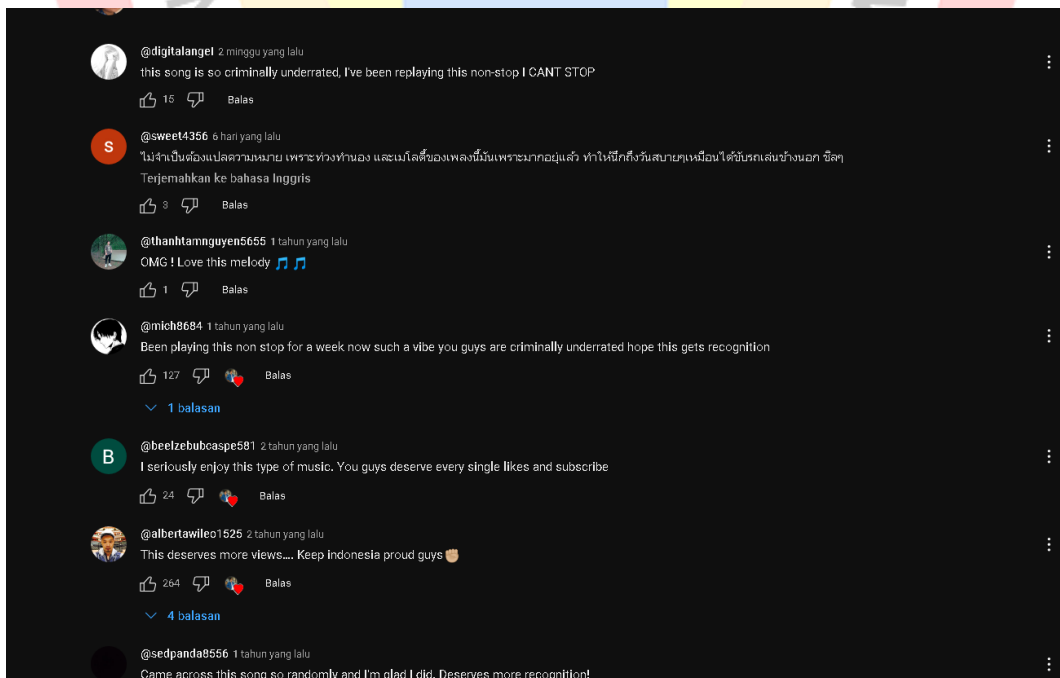 @digitalangel 2 minggu yang lalu
this song is so criminally underrated, I've been replaying this non-stop I CANT STOP
15 Balas
S
@sweet4356 6 hari yang lalu
ไม่จำเป็นต้องแปลความหมาย เพราะท่วงทำนอง และเมโลดี้ของเพลงนี้มันเพราะมากอยู่แล้ว ทำให้นึกถึงวันสบายๆเหมือนได้ขับรถเล่นข้างนอก ชิลๆ
Terjemahkan ke bahasa Inggris
3 Balas
@thanhtamnguyen5655 1 tahun yang lalu
OMG ! Love this melody 🎵 🎵
1 Balas
@mich8684 1 tahun yang lalu
Been playing this non stop for a week now such a vibe you guys are criminally underrated hope this gets recognition
127 Balas
1 balasan
B
@beelzebubcaspe581 2 tahun yang lalu
I seriously enjoy this type of music. You guys deserve every single likes and subscribe
24 Balas
@albertawileo1525 2 tahun yang lalu
This deserves more views.... Keep indonesia proud guys✊🏼
264 Balas
4 balasan
@sedpanda8556 1 tahun yang lalu
Came across this song so randomly and I'm glad I did. Deserves more recognition!